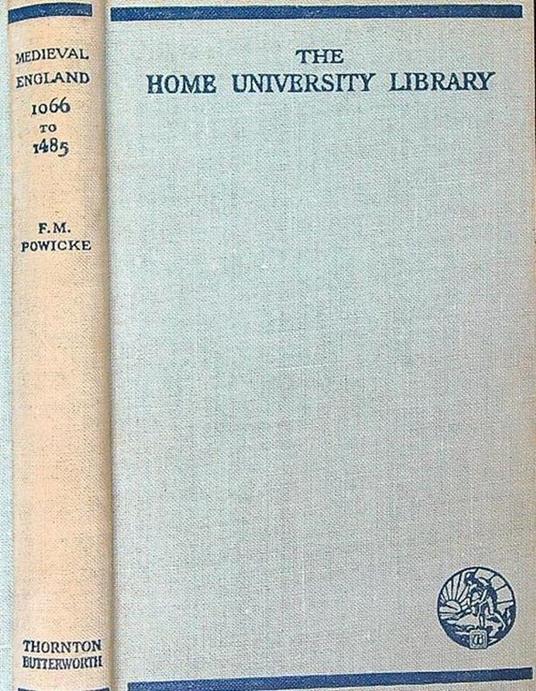 MEDIEVAL
ENGLAND
1066
TO
1485
F.M.
POWICKE
THORNTON
BUTTERWORTH
THE
HOME UNIVERSITY LIBRARY